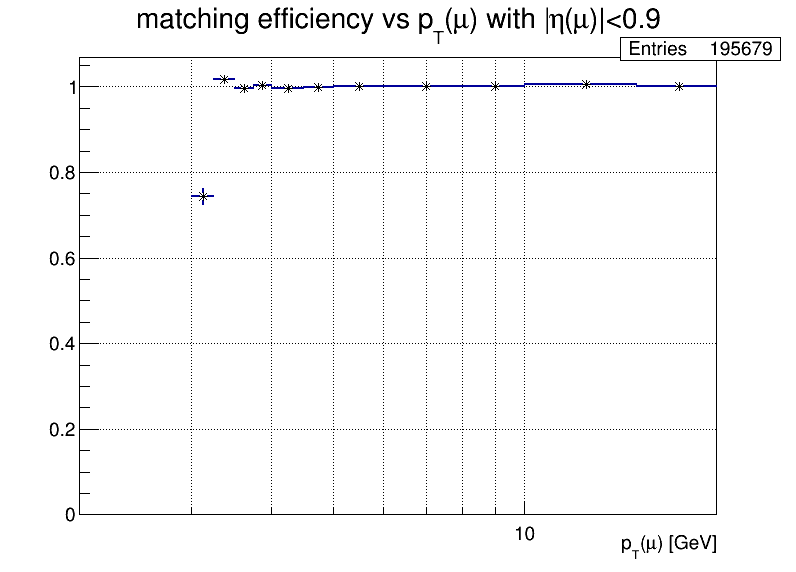 matching efficiency vs p_T(μ) with |η(μ)|<0.9
Entries 195679
1
0.8
0.6
0.4
0.2
0
10
p_T(μ) [GeV]